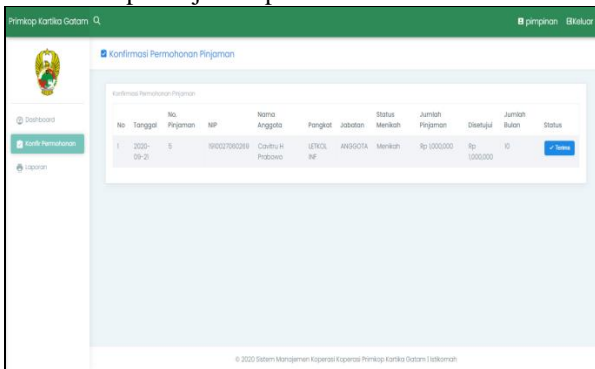 Primkop Kartika Gatam
pimpinan Keluar
Konfirmasi Permohonan Pinjaman
Konfirmasi Permohonan Pinjaman
Dashboard
Konfir Permohonan
Laporan
No Tanggal No. Pinjaman NIP Nama Anggota Pangkat Jabatan Status Menikah Jumlah Pinjaman Disetujui Jumlah Bulan Status
1 2020-09-21 5 Cavitru H Prabowo LETKOL INF ANGGOTA Menikah Rp 1,000,000 Rp 1,000,000 10 Terima
© 2020 Sistem Manajemen Koperasi Koperasi Primkop Kartika Gatam | Istikomah